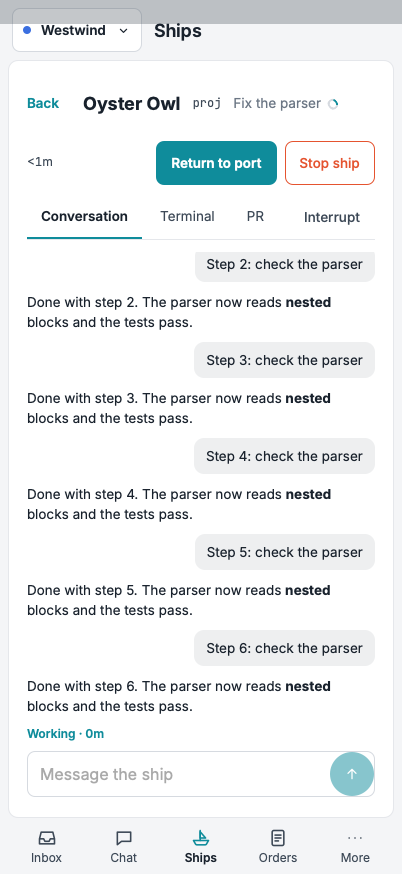 Westwind
Ships
Back
Oyster Owl
proj
Fix the parser
<1m
Return to port
Stop ship
Conversation
Terminal
PR
Interrupt
Step 2: check the parser
Done with step 2. The parser now reads nested
blocks and the tests pass.
Step 3: check the parser
Done with step 3. The parser now reads nested
blocks and the tests pass.
Step 4: check the parser
Done with step 4. The parser now reads nested
blocks and the tests pass.
Step 5: check the parser
Done with step 5. The parser now reads nested
blocks and the tests pass.
Step 6: check the parser
Done with step 6. The parser now reads nested
blocks and the tests pass.
Working · 0m
Message the ship
Inbox
Chat
Ships
Orders
More